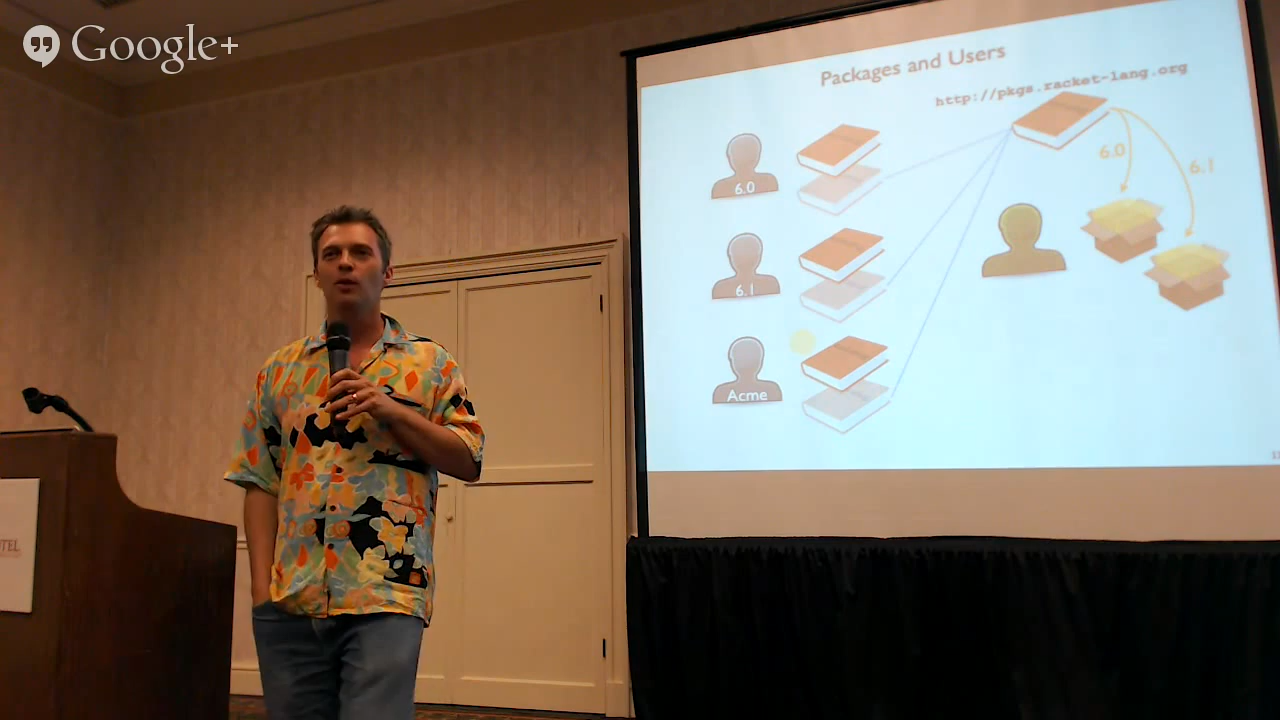 Google+
Packages and Users
http://pkgs.racket-lang.org
6.0
6.0
6.1
6.1
Acme